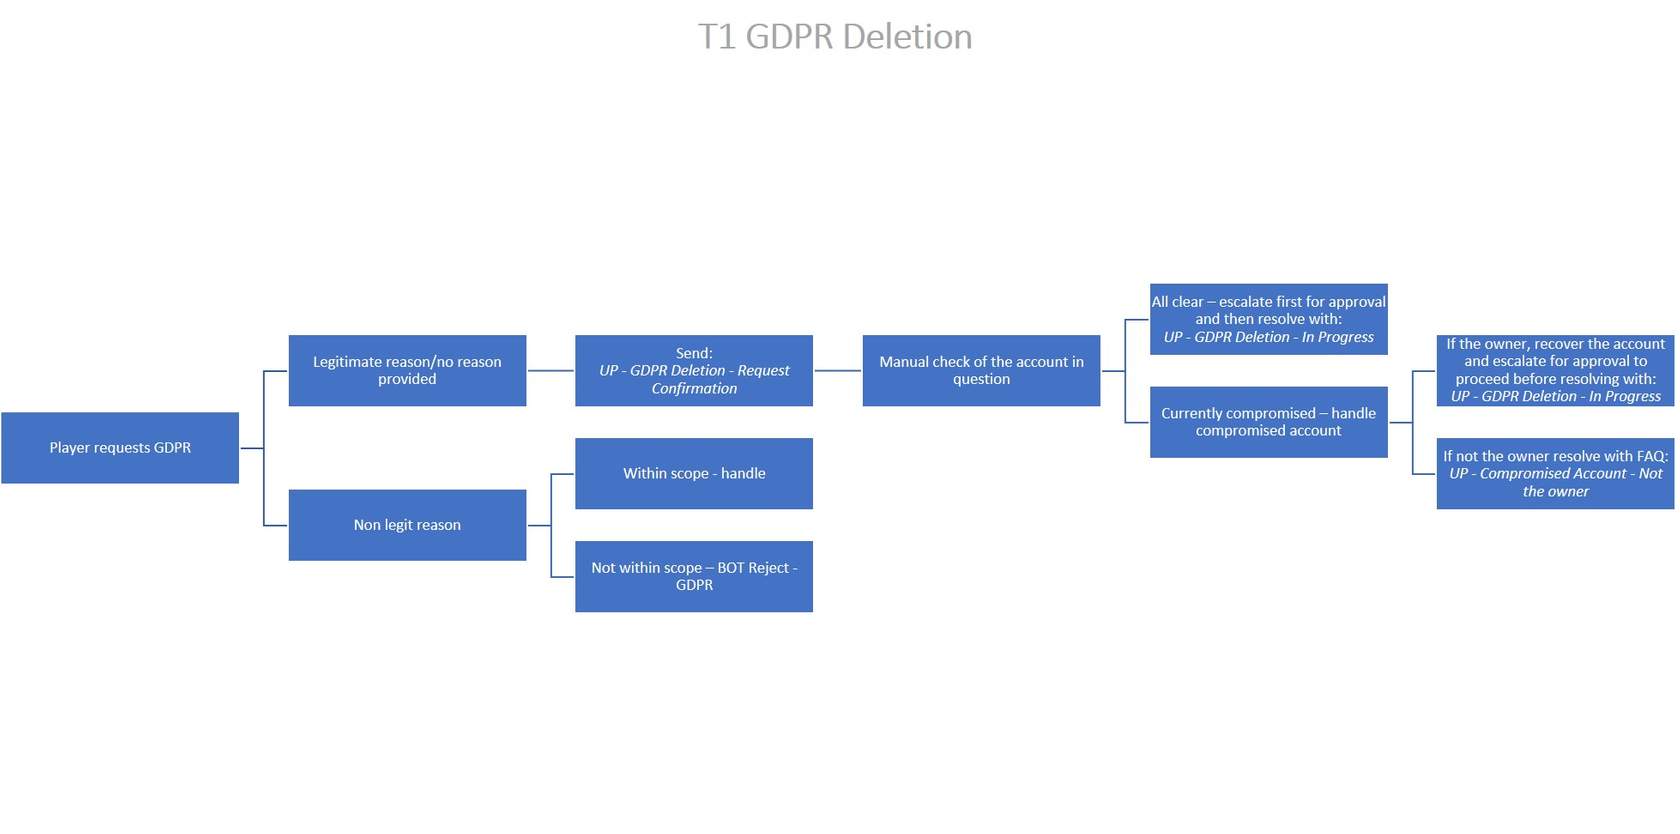 T1 GDPR Deletion
Player requests GDPR
Legitimate reason/no reason
provided
Non legit reason
Send:
UP - GDPR Deletion - Request
Confirmation
Within scope - handle
Not within scope – BOT Reject -
GDPR
Manual check of the account in
question
All clear – escalate first for approval
and then resolve with:
UP - GDPR Deletion - In Progress
Currently compromised – handle
compromised account
If the owner, recover the account
and escalate for approval to
proceed before resolving with:
UP - GDPR Deletion - In Progress
If not the owner resolve with FAQ:
UP - Compromised Account - Not
the owner